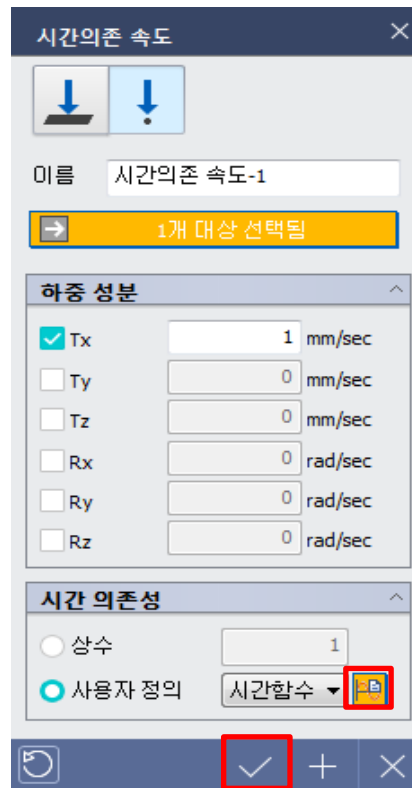 시간의존 속도
이름 시간의존 속도-1
1개 대상 선택됨
하중 성분
Tx 1 mm/sec
Ty 0 mm/sec
Tz 0 mm/sec
Rx 0 rad/sec
Ry 0 rad/sec
Rz 0 rad/sec
시간 의존성
상수 1
사용자 정의 시간함수